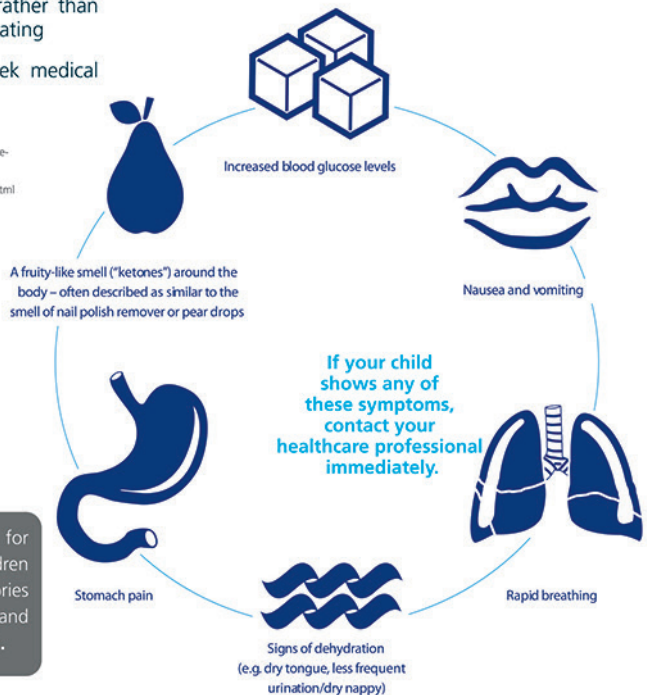 rather than
ating
ek medical
e-
tml
Increased blood glucose levels
Nausea and vomiting
A fruity-like smell (“ketones”) around the
body – often described as similar to the
smell of nail polish remover or pear drops
If your child
shows any of
these symptoms,
contact your
healthcare professional
immediately.
Rapid breathing
Stomach pain
Signs of dehydration
(e.g. dry tongue, less frequent
urination/dry nappy)
for
dren
ories
and
.